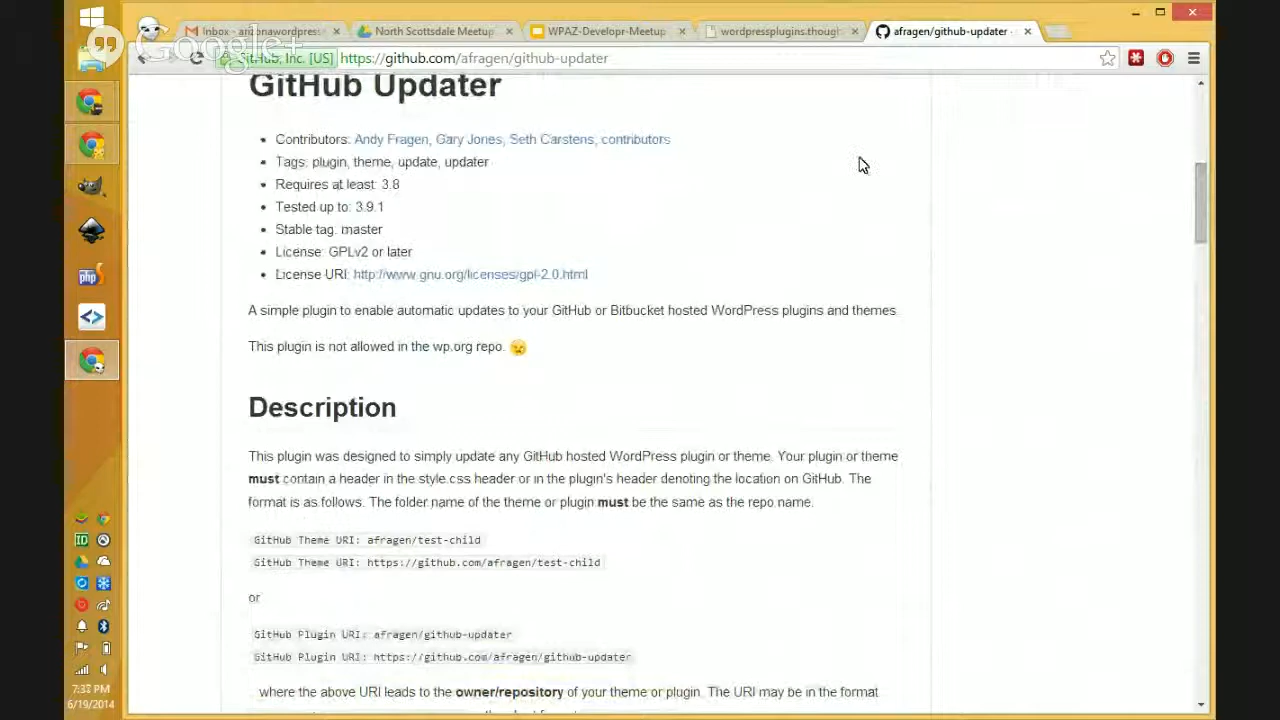 Inbox - arizonawordpress
North Scottsdale Meetup
WPAZ-Developr-Meetup
wordpressplugins.thought
afragen/github-updater ·
Google+
GitHub, Inc. [US] https://github.com/afragen/github-updater
GitHub Updater
• Contributors: Andy Fragen, Gary Jones, Seth Carstens, contributors
• Tags: plugin, theme, update, updater
• Requires at least: 3.8
• Tested up to: 3.9.1
• Stable tag: master
• License: GPLv2 or later
• License URI: http://www.gnu.org/licenses/gpl-2.0.html
A simple plugin to enable automatic updates to your GitHub or Bitbucket hosted WordPress plugins and themes.
This plugin is not allowed in the wp.org repo.
Description
This plugin was designed to simply update any GitHub hosted WordPress plugin or theme. Your plugin or theme
must contain a header in the style.css header or in the plugin's header denoting the location on GitHub. The
format is as follows. The folder name of the theme or plugin must be the same as the repo name.
GitHub Theme URI: afragen/test-child
GitHub Theme URI: https://github.com/afragen/test-child
or
GitHub Plugin URI: afragen/github-updater
GitHub Plugin URI: https://github.com/afragen/github-updater
where the above URI leads to the owner/repository of your theme or plugin. The URI may be in the format
php
ID
6/19/2014